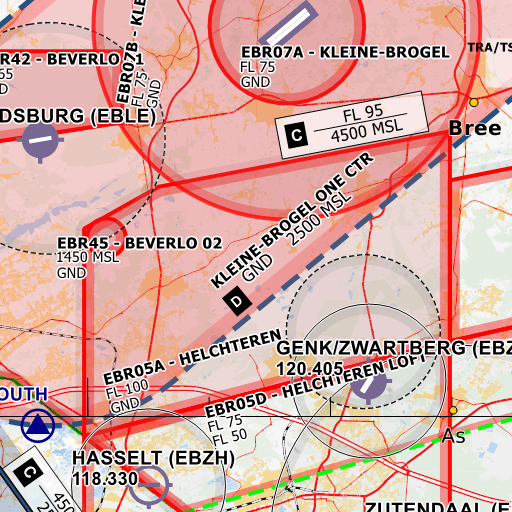 EBR07A - KLEINE-BROGEL
FL 75
GND
TRA/TS
R42 - BEVERLO
GND
EBR07B - KLE
FL 75
GND
DSBURG (EBLE)
C
FL 95
4500 MSL
Bree
EBR45 - BEVERLO 02
1450 MSL
GND
KLEINE-BROGEL ONE CTR
D
GND
2500 MSL
EBR05A - HELCHTEREN
FL 100
GND
GENK/ZWARTBERG (EBZ
120.405
EBR05D - HELCHTEREN LOFT
FL 75
FL 50
OUTH
As
HASSELT (EBZH)
118.330
C
450
ZUTENDAAL (E